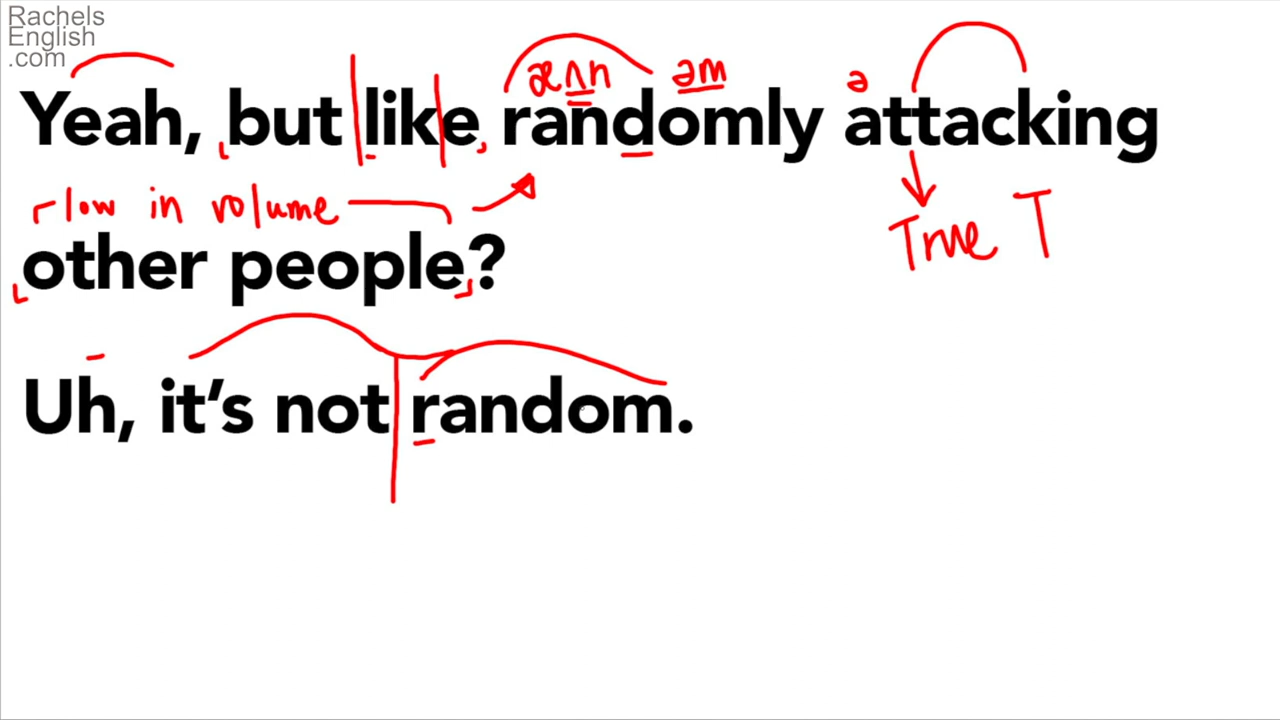 Rachels
English
.com
æʌn əm ə
Yeah, but like randomly attacking
low in volume
True T
other people?
Uh, it's not random.